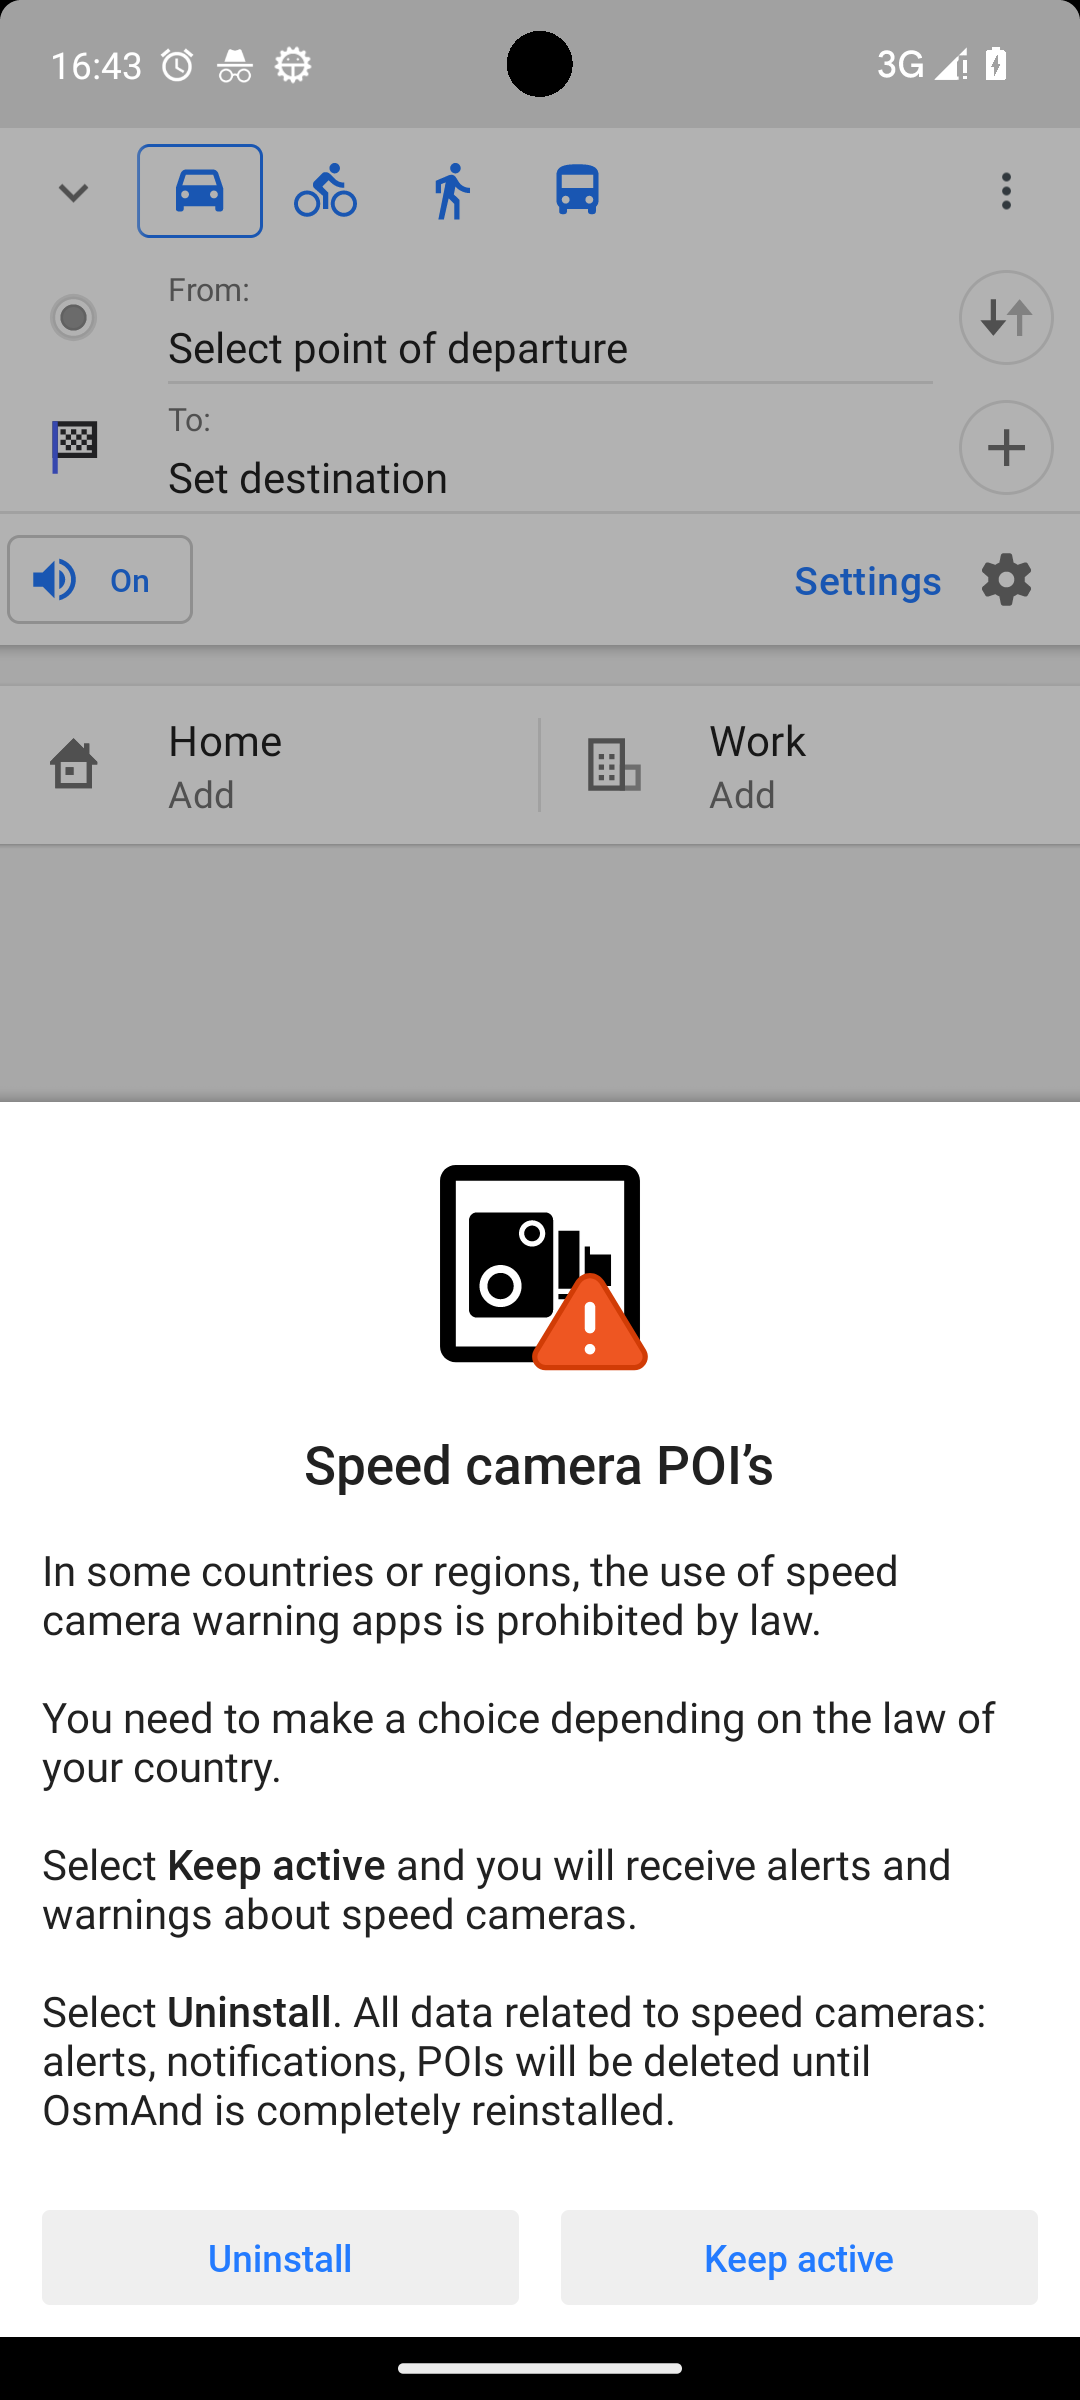 16:43
3G
From:
Select point of departure
To:
Set destination
On
Settings
Home
Add
Work
Add
Speed camera POI’s
In some countries or regions, the use of speed
camera warning apps is prohibited by law.
You need to make a choice depending on the law of
your country.
Select Keep active and you will receive alerts and
warnings about speed cameras.
Select Uninstall. All data related to speed cameras:
alerts, notifications, POIs will be deleted until
OsmAnd is completely reinstalled.
Uninstall
Keep active